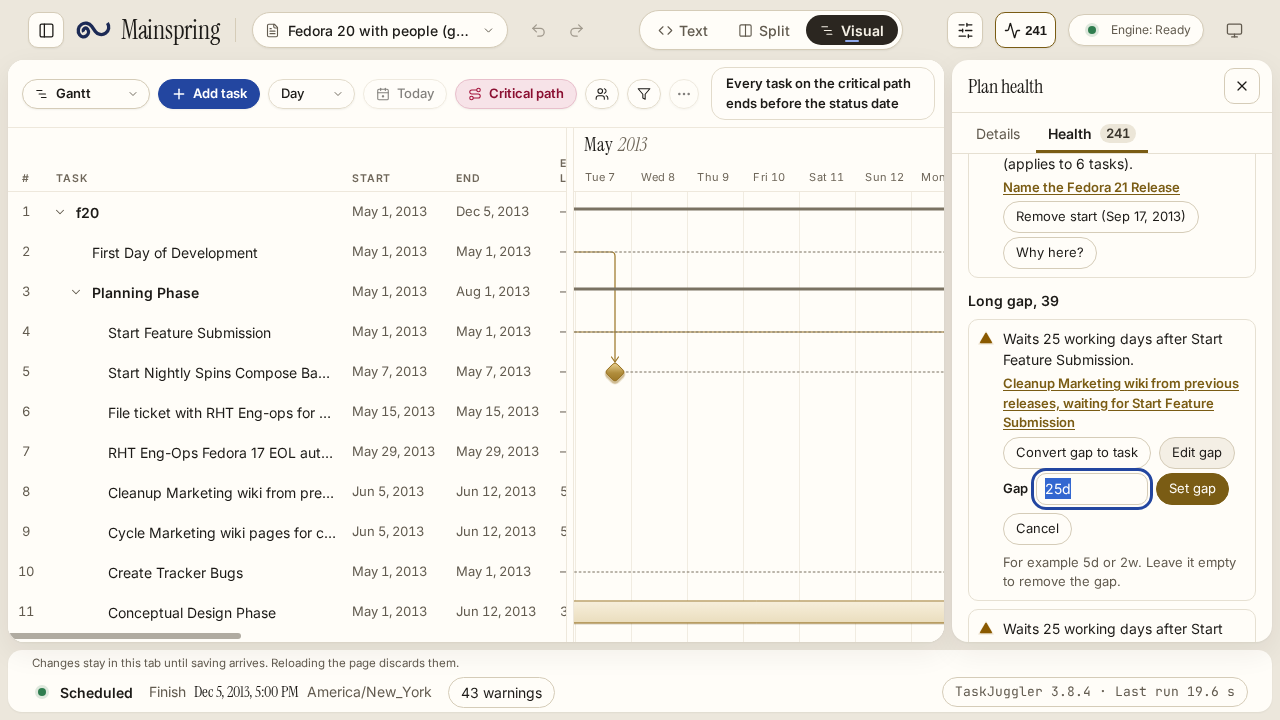 Mainspring
Fedora 20 with people (g...
Text
Split
Visual
241
Engine: Ready
Gantt
Add task
Day
Today
Critical path
Every task on the critical path
ends before the status date
# TASK START END
May 2013
Tue 7 Wed 8 Thu 9 Fri 10 Sat 11 Sun 12 Mon
1 f20 May 1, 2013 Dec 5, 2013 –
2 First Day of Development May 1, 2013 May 1, 2013 –
3 Planning Phase May 1, 2013 Aug 1, 2013 –
4 Start Feature Submission May 1, 2013 May 1, 2013 –
5 Start Nightly Spins Compose Ba... May 7, 2013 May 7, 2013 –
6 File ticket with RHT Eng-ops for ... May 15, 2013 May 15, 2013 –
7 RHT Eng-Ops Fedora 17 EOL aut... May 29, 2013 May 29, 2013 –
8 Cleanup Marketing wiki from pre... Jun 5, 2013 Jun 12, 2013 5
9 Cycle Marketing wiki pages for c... Jun 5, 2013 Jun 12, 2013 5
10 Create Tracker Bugs May 1, 2013 May 1, 2013 –
11 Conceptual Design Phase May 1, 2013 Jun 12, 2013 3
Plan health
Details
Health 241
(applies to 6 tasks).
Name the Fedora 21 Release
Remove start (Sep 17, 2013)
Why here?
Long gap, 39
Waits 25 working days after Start
Feature Submission.
Cleanup Marketing wiki from previous
releases, waiting for Start Feature
Submission
Convert gap to task
Edit gap
Gap 25d Set gap
Cancel
For example 5d or 2w. Leave it empty
to remove the gap.
Waits 25 working days after Start
Changes stay in this tab until saving arrives. Reloading the page discards them.
Scheduled Finish Dec 5, 2013, 5:00 PM America/New_York 43 warnings
TaskJuggler 3.8.4 · Last run 19.6 s